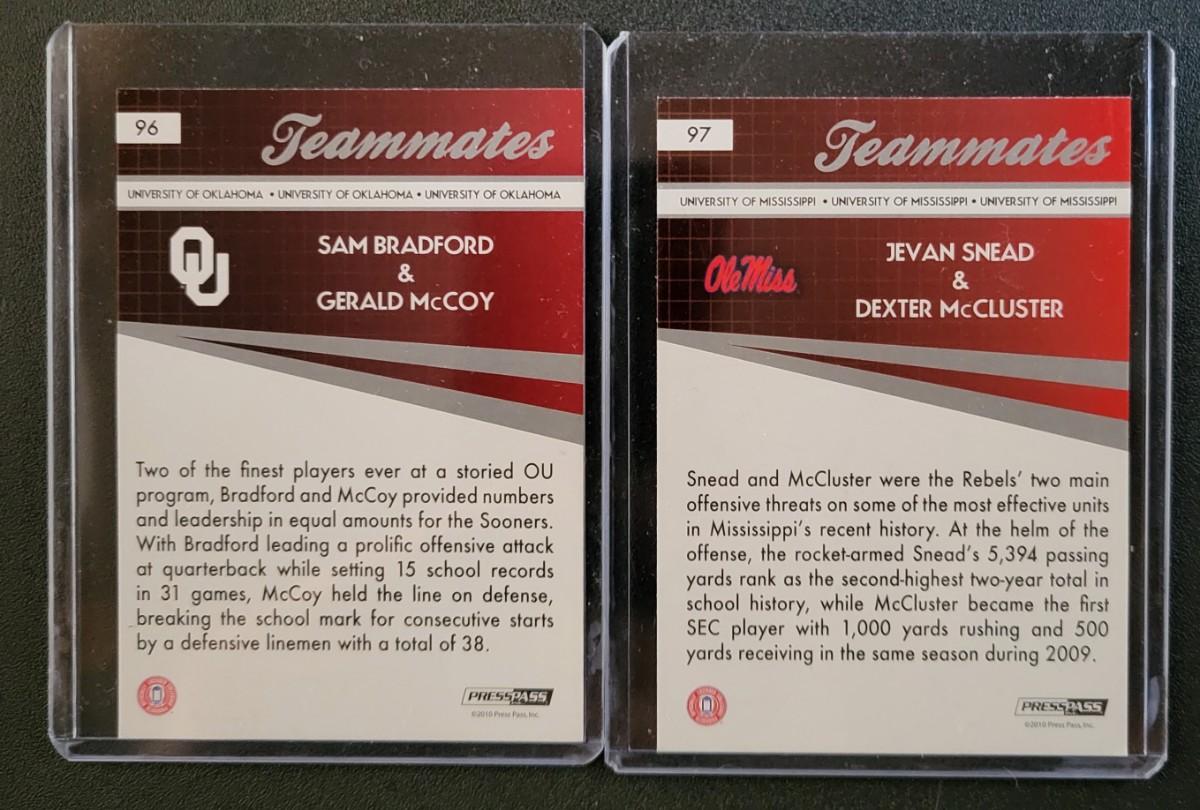 96
Teammates
UNIVERSITY OF OKLAHOMA • UNIVERSITY OF OKLAHOMA • UNIVERSITY OF OKLAHOMA
OU
SAM BRADFORD
&
GERALD McCOY
Two of the finest players ever at a storied OU
program, Bradford and McCoy provided numbers
and leadership in equal amounts for the Sooners.
With Bradford leading a prolific offensive attack
at quarterback while setting 15 school records
in 31 games, McCoy held the line on defense,
breaking the school mark for consecutive starts
by a defensive linemen with a total of 38.
PRESS PASS
©2010 Press Pass, Inc.
97
Teammates
UNIVERSITY OF MISSISSIPPI • UNIVERSITY OF MISSISSIPPI • UNIVERSITY OF MISSISSIPPI
Ole Miss
JEVAN SNEAD
&
DEXTER McCLUSTER
Snead and McCluster were the Rebels' two main
offensive threats on some of the most effective units
in Mississippi's recent history. At the helm of the
offense, the rocket-armed Snead's 5,394 passing
yards rank as the second-highest two-year total in
school history, while McCluster became the first
SEC player with 1,000 yards rushing and 500
yards receiving in the same season during 2009.
PRESS PASS
©2010 Press Pass, Inc.